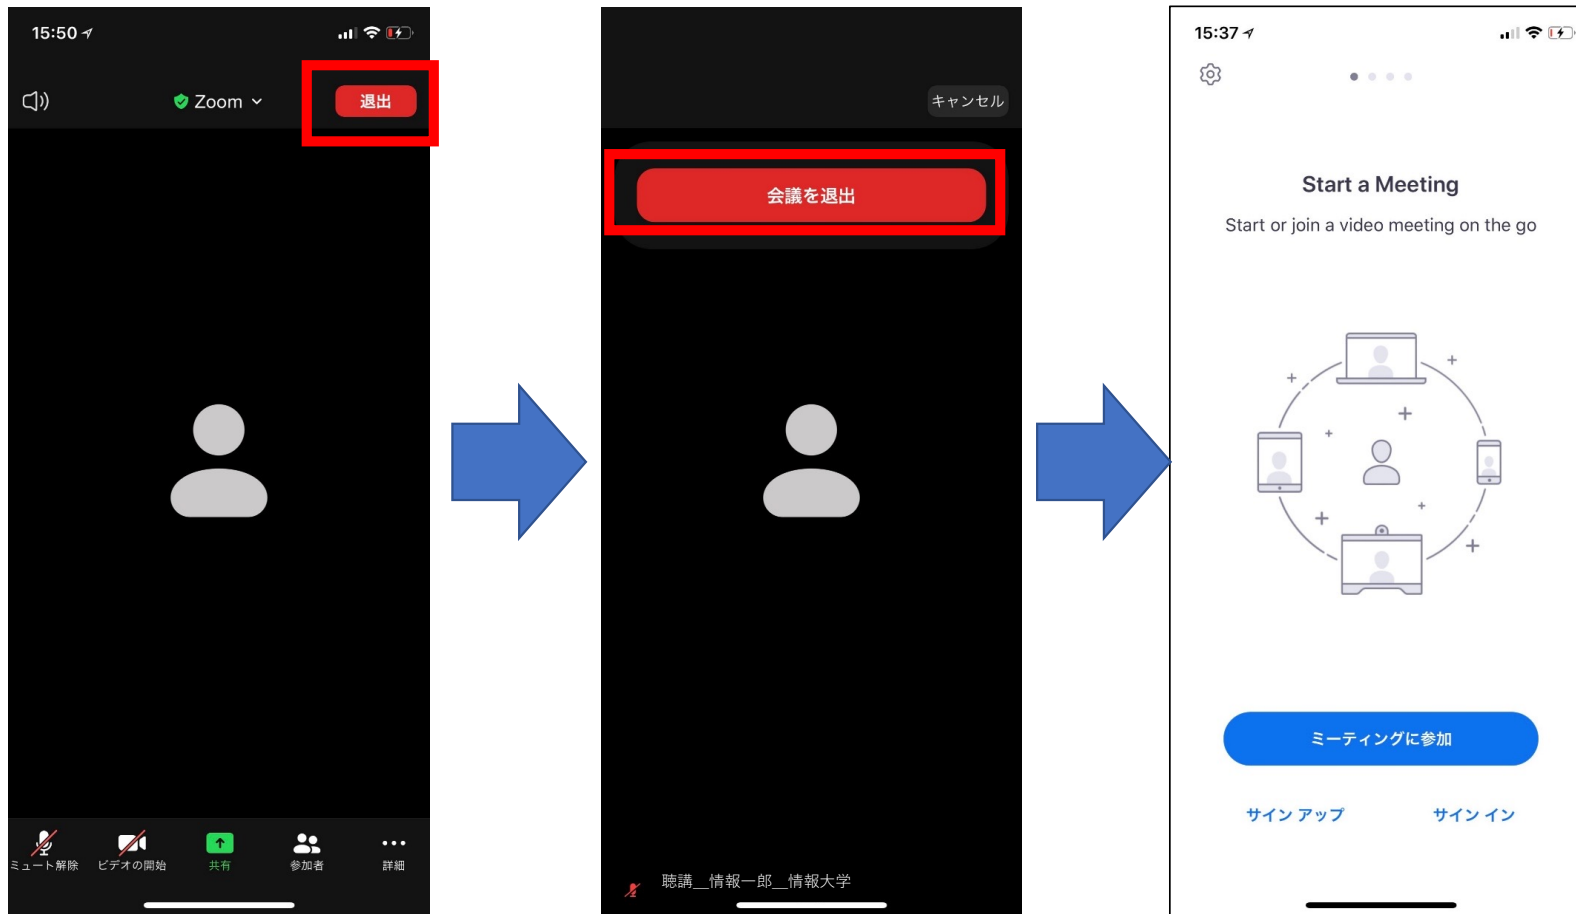 15:50
Zoom
退出
ミュート解除
ビデオの開始
共有
参加者
詳細
キャンセル
会議を退出
聴講__情報一郎__情報大学
15:37
Start a Meeting
Start or join a video meeting on the go
ミーティングに参加
サイン アップ
サイン イン